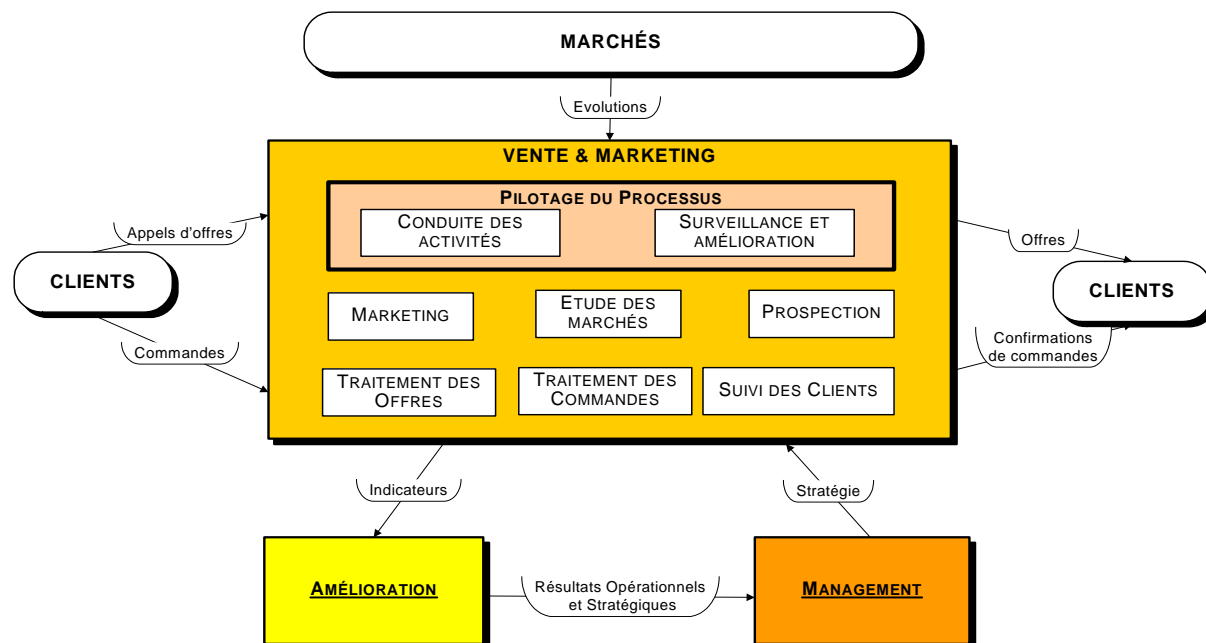 MARCHÉS
Evolutions
VENTE & MARKETING
PILOTAGE DU PROCESSUS
CONDUITE DES
ACTIVITÉS
SURVEILLANCE ET
AMÉLIORATION
Appels d'offres
Offres
CLIENTS
CLIENTS
MARKETING
ETUDE DES
MARCHÉS
PROSPECTION
Commandes
Confirmations
de commandes
TRAITEMENT DES
OFFRES
TRAITEMENT DES
COMMANDES
SUIVI DES CLIENTS
Indicateurs
Stratégie
AMÉLIORATION
Résultats Opérationnels
et Stratégiques
MANAGEMENT